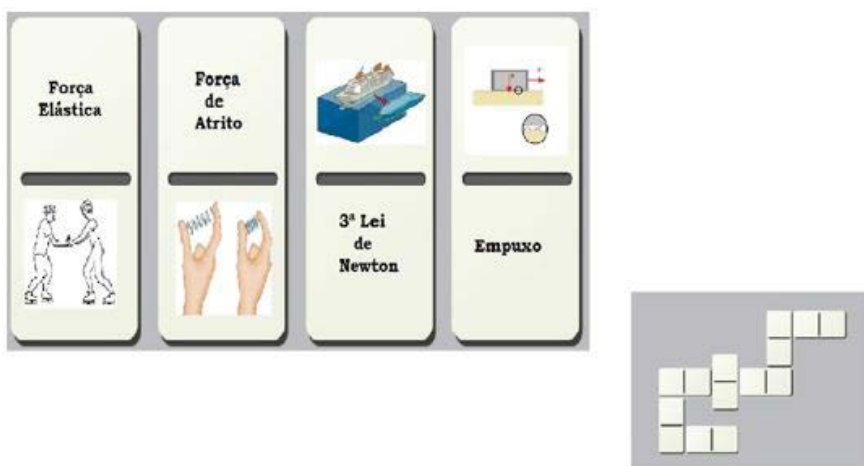 Força
Elástica
Força
de
Atrito
3ª Lei
de
Newton
Empuxo